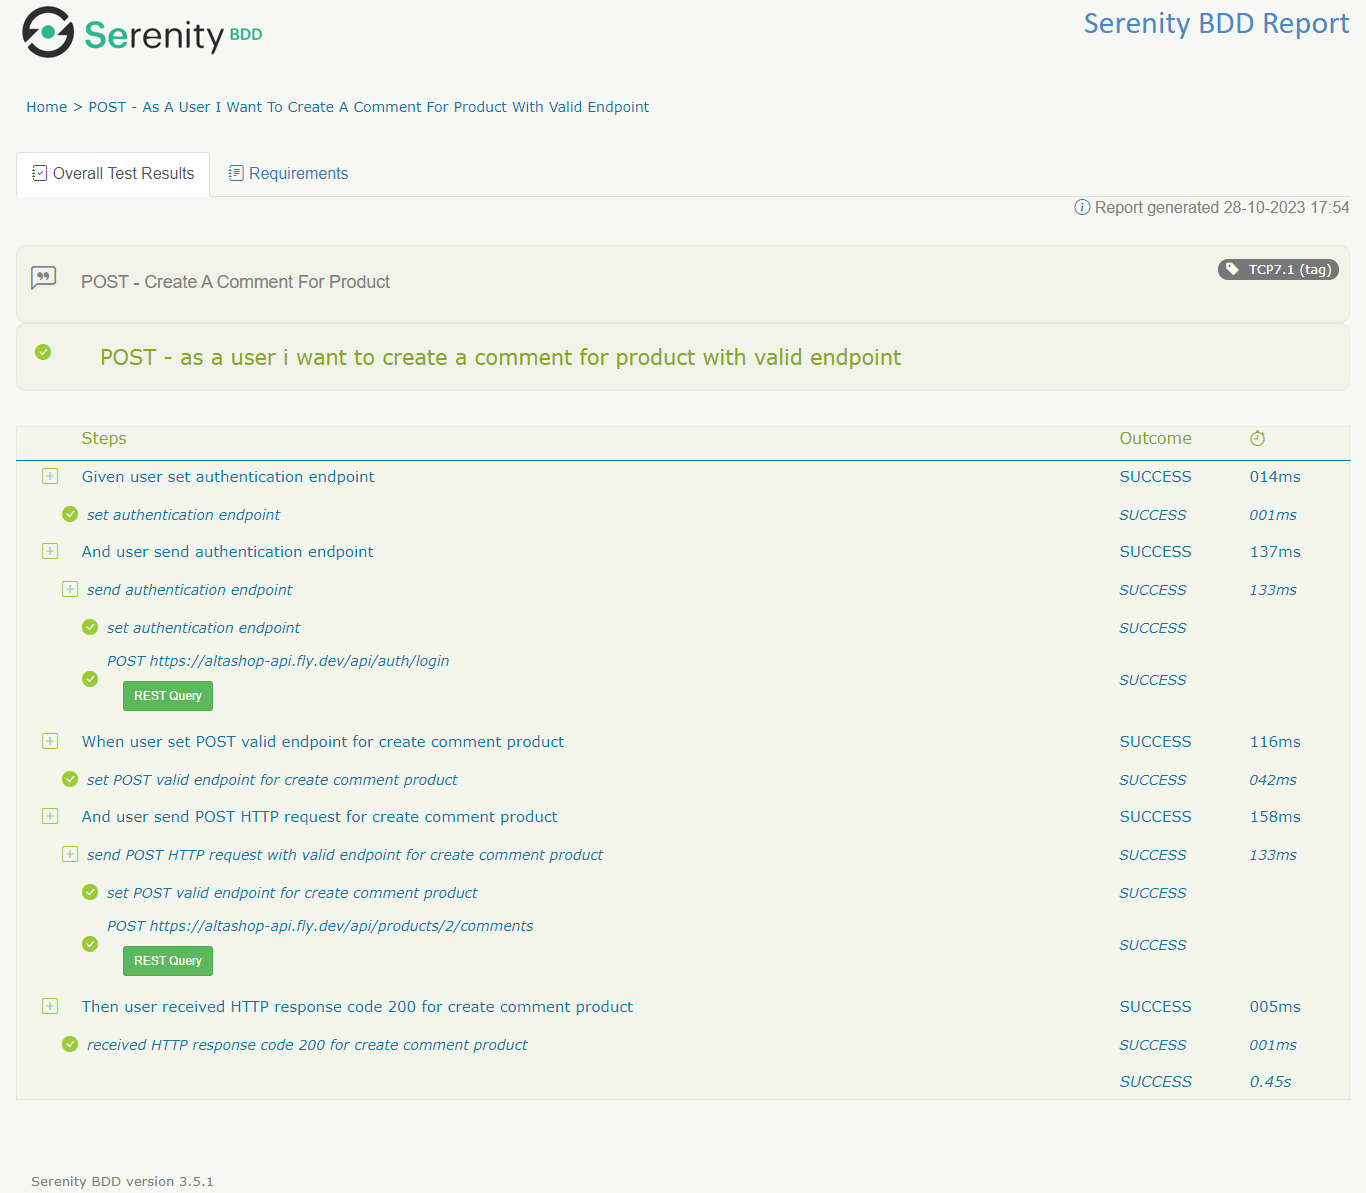 Serenity BDD
Serenity BDD Report
Home > POST - As A User I Want To Create A Comment For Product With Valid Endpoint
Overall Test Results
Requirements
Report generated 28-10-2023 17:54
POST - Create A Comment For Product
TCP7.1 (tag)
POST - as a user i want to create a comment for product with valid endpoint
Steps Outcome
Given user set authentication endpoint SUCCESS 014ms
set authentication endpoint SUCCESS 001ms
And user send authentication endpoint SUCCESS 137ms
send authentication endpoint SUCCESS 133ms
set authentication endpoint SUCCESS
POST https://altashop-api.fly.dev/api/auth/login
SUCCESS
REST Query
When user set POST valid endpoint for create comment product SUCCESS 116ms
set POST valid endpoint for create comment product SUCCESS 042ms
And user send POST HTTP request for create comment product SUCCESS 158ms
send POST HTTP request with valid endpoint for create comment product SUCCESS 133ms
set POST valid endpoint for create comment product SUCCESS
POST https://altashop-api.fly.dev/api/products/2/comments
SUCCESS
REST Query
Then user received HTTP response code 200 for create comment product SUCCESS 005ms
received HTTP response code 200 for create comment product SUCCESS 001ms
SUCCESS 0.45s
Serenity BDD version 3.5.1